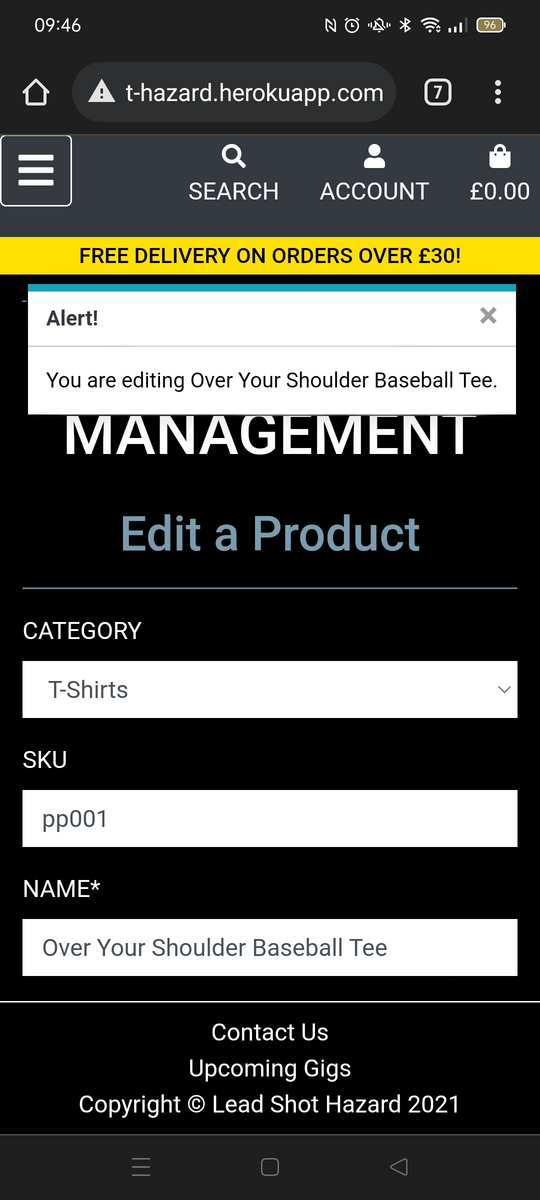 09:46
96
t-hazard.herokuapp.com
7
SEARCH
ACCOUNT
£0.00
FREE DELIVERY ON ORDERS OVER £30!
Alert!
×
You are editing Over Your Shoulder Baseball Tee.
MANAGEMENT
Edit a Product
CATEGORY
T-Shirts
SKU
pp001
NAME*
Over Your Shoulder Baseball Tee
Contact Us
Upcoming Gigs
Copyright © Lead Shot Hazard 2021